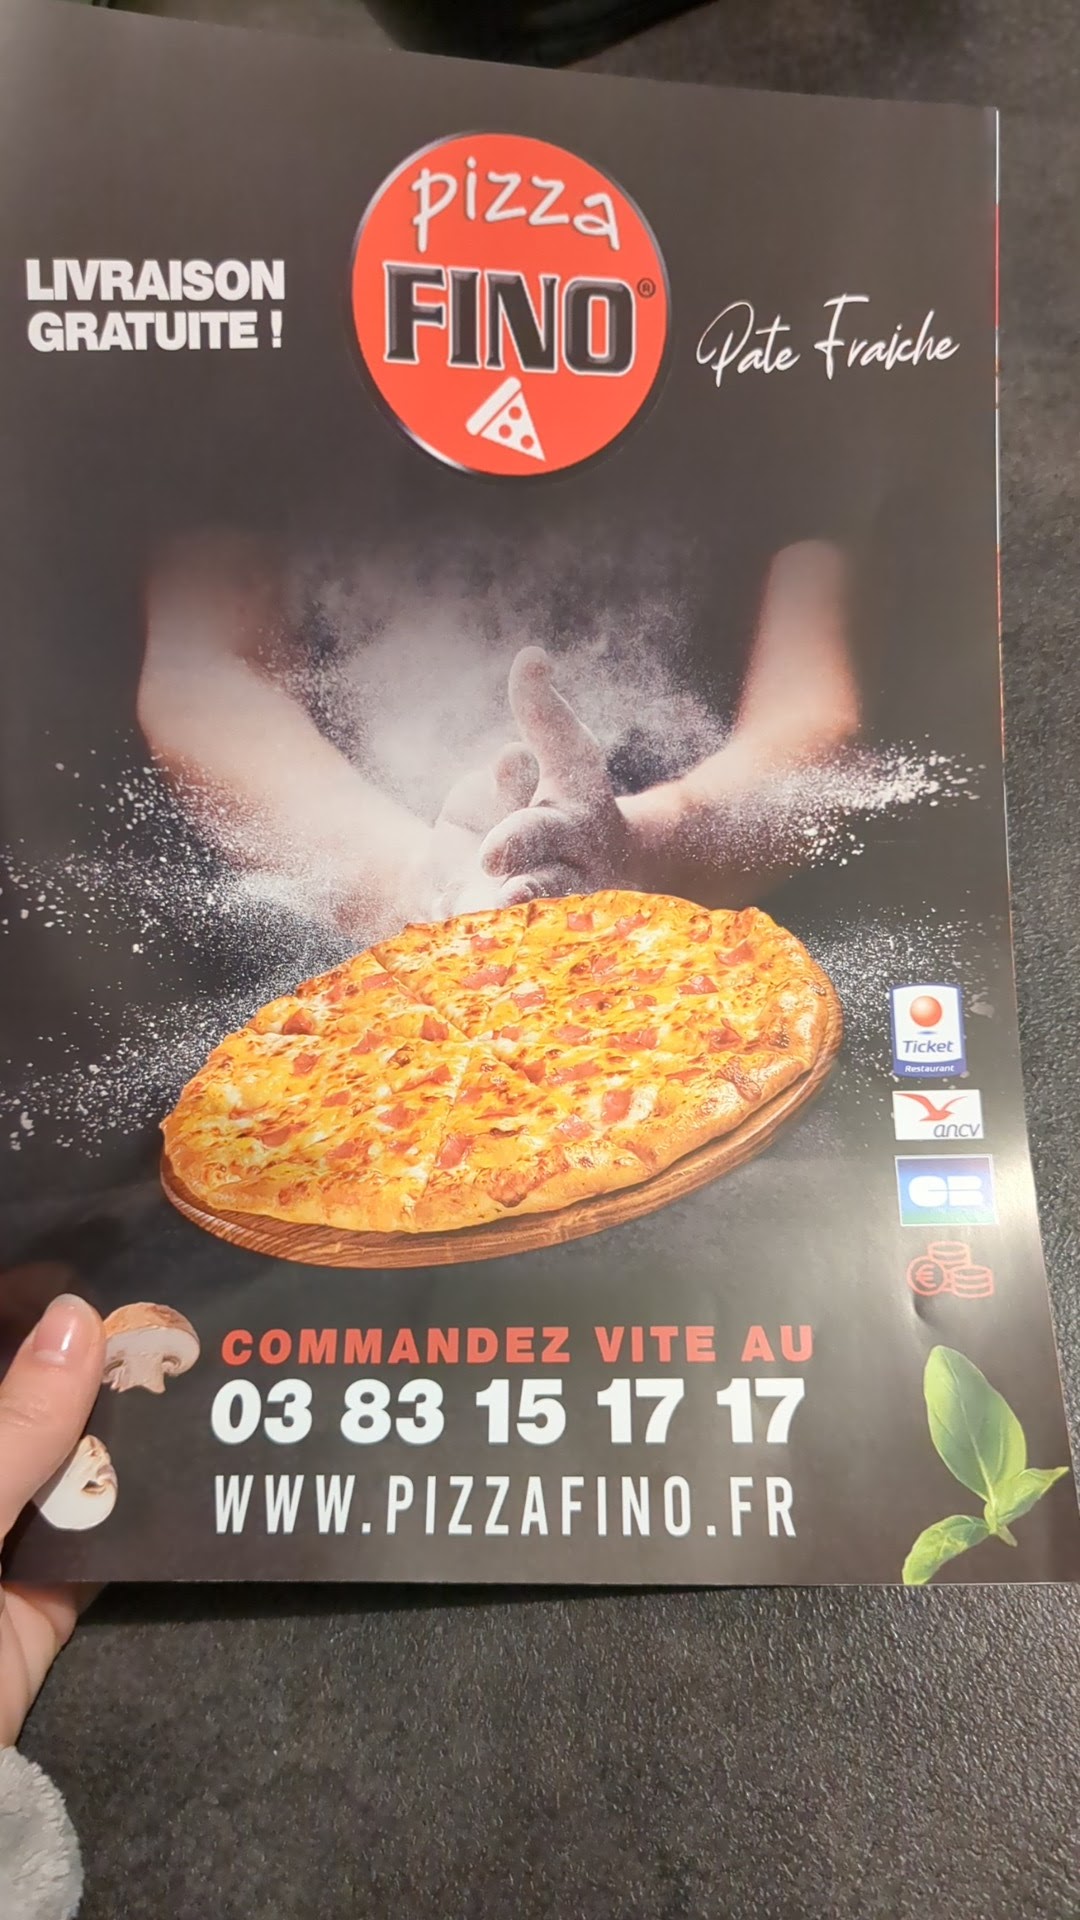 pizza
FINO®
LIVRAISON
GRATUITE !
Pate Fraiche
Ticket
Restaurant
ancv
CB
€
COMMANDEZ VITE AU
03 83 15 17 17
WWW.PIZZAFINO.FR